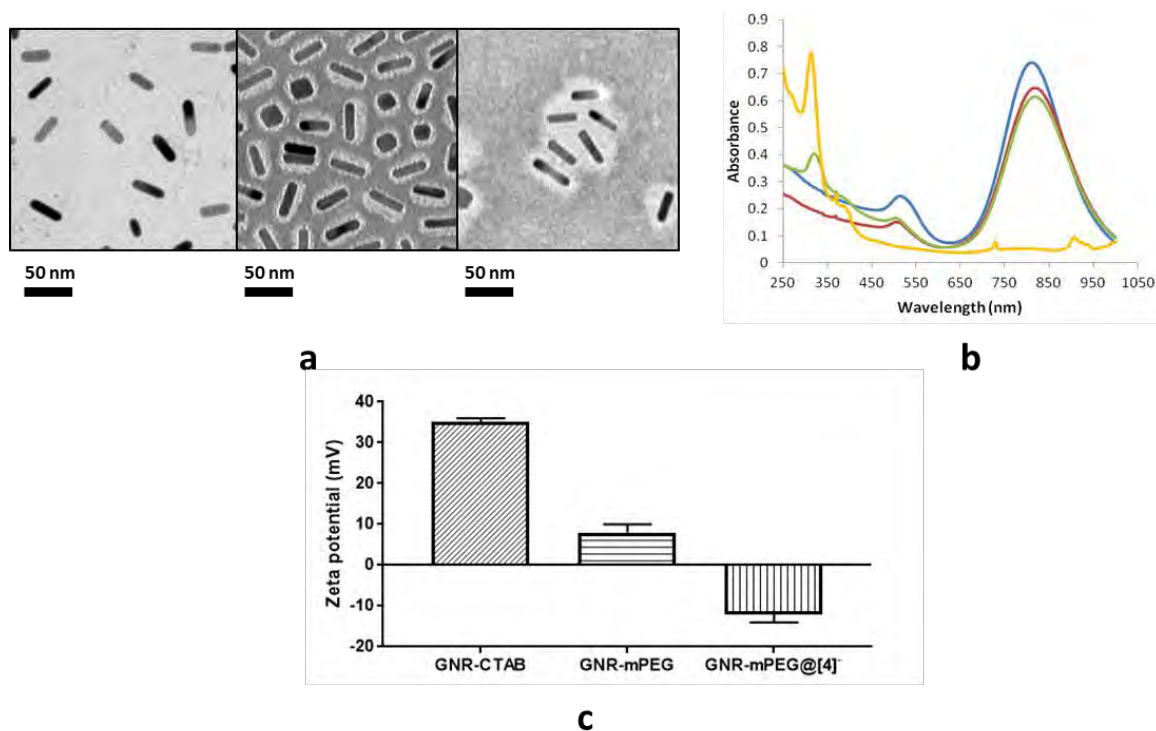 50 nm 50 nm 50 nm
a
0.9
0.8
0.7
0.6
0.5
0.4
0.3
0.2
0.1
0
Absorbance
250 350 450 550 650 750 850 950 1050
Wavelength (nm)
b
40
30
20
10
0
-10
-20
Zeta potential (mV)
GNR-CTAB GNR-mPEG GNR-mPEG@[4]⁻
c